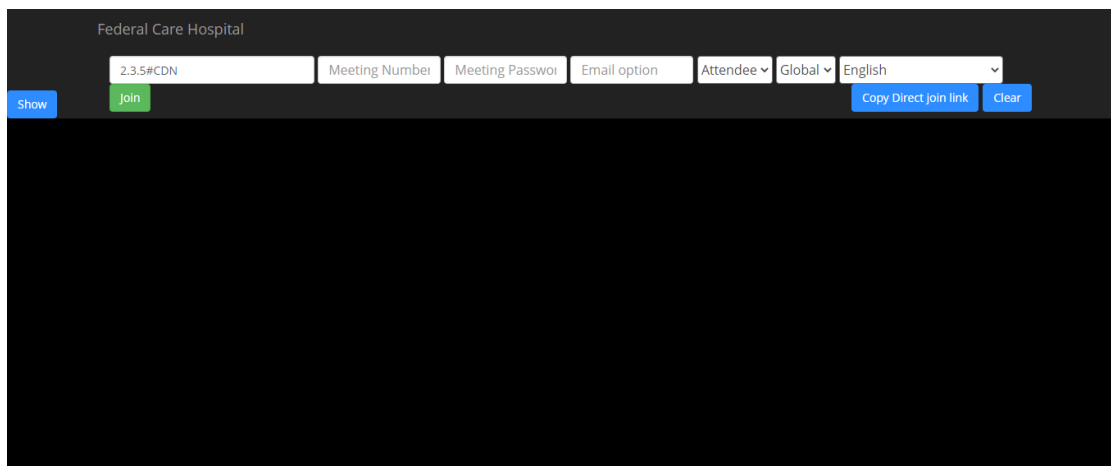 Federal Care Hospital
2.3.5#CDN Meeting Number Meeting Passwor Email option Attendee Global English
Show Join Copy Direct join link Clear